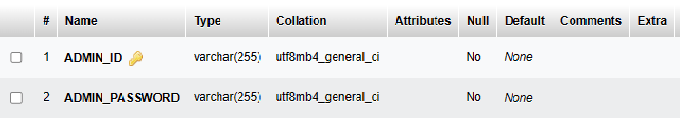 # Name Type Collation Attributes Null Default Comments Extra
1 ADMIN_ID varchar(255) utf8mb4_general_ci No None
2 ADMIN_PASSWORD varchar(255) utf8mb4_general_ci No None